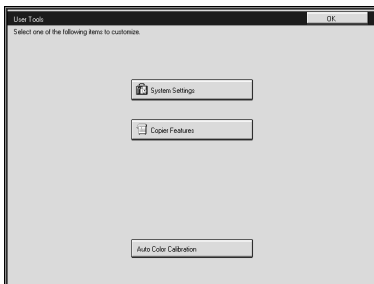 User Tools
OK
Select one of the following items to customize.
System Settings
Copier Features
Auto Color Calibration